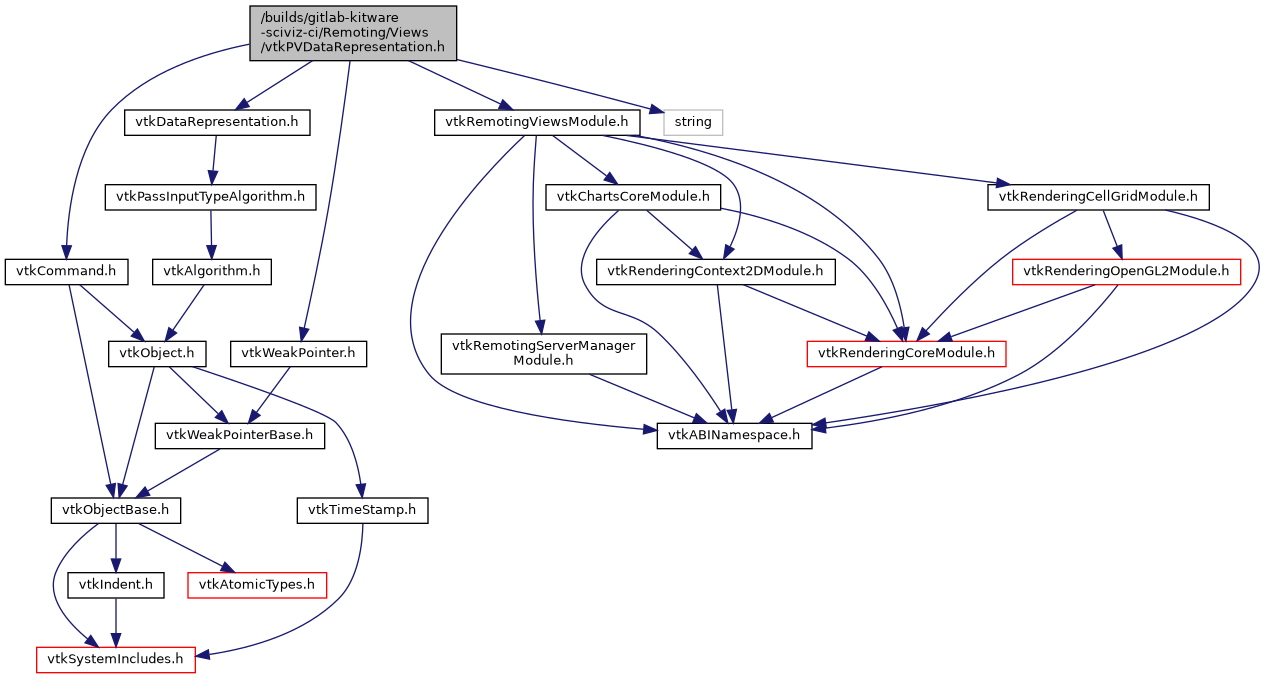 /builds/gitlab-kitware
-sciviz-ci/Remoting/Views
/vtkPVDataRepresentation.h
vtkDataRepresentation.h
vtkRemotingViewsModule.h
string
vtkPassInputTypeAlgorithm.h
vtkChartsCoreModule.h
vtkRenderingCellGridModule.h
vtkCommand.h
vtkAlgorithm.h
vtkRenderingContext2DModule.h
vtkRenderingOpenGL2Module.h
vtkObject.h
vtkWeakPointer.h
vtkRemotingServerManager
Module.h
vtkRenderingCoreModule.h
vtkWeakPointerBase.h
vtkABINamespace.h
vtkObjectBase.h
vtkTimeStamp.h
vtkIndent.h
vtkAtomicTypes.h
vtkSystemIncludes.h